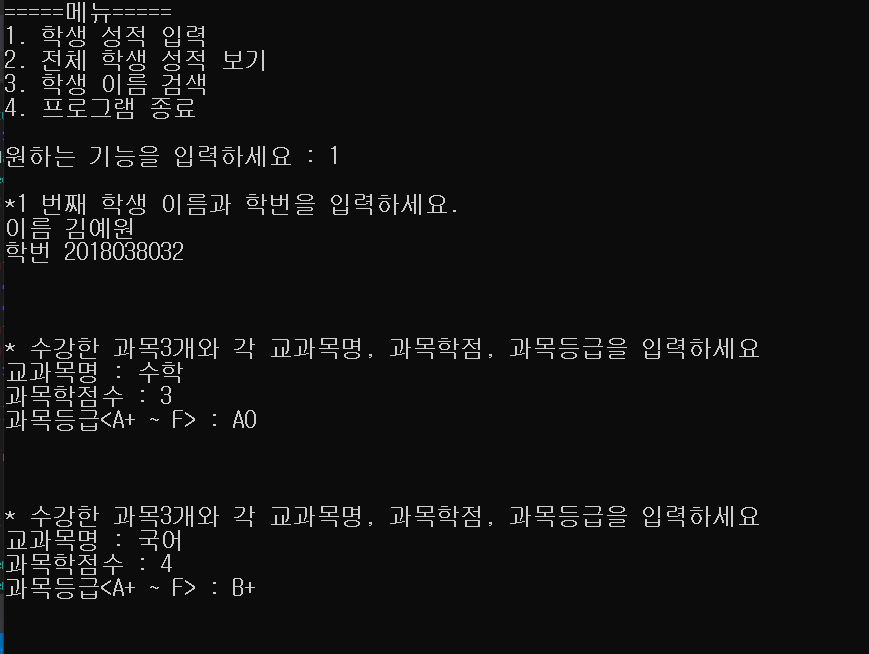 =====메뉴=====
1. 학생 성적 입력
2. 전체 학생 성적 보기
3. 학생 이름 검색
4. 프로그램 종료
원하는 기능을 입력하세요 : 1
*1 번째 학생 이름과 학번을 입력하세요.
이름 김예원
학번 2018038032
* 수강한 과목3개와 각 교과목명, 과목학점, 과목등급을 입력하세요
교과목명 : 수학
과목학점수 : 3
과목등급<A+ ~ F> : A0
* 수강한 과목3개와 각 교과목명, 과목학점, 과목등급을 입력하세요
교과목명 : 국어
과목학점수 : 4
과목등급<A+ ~ F> : B+